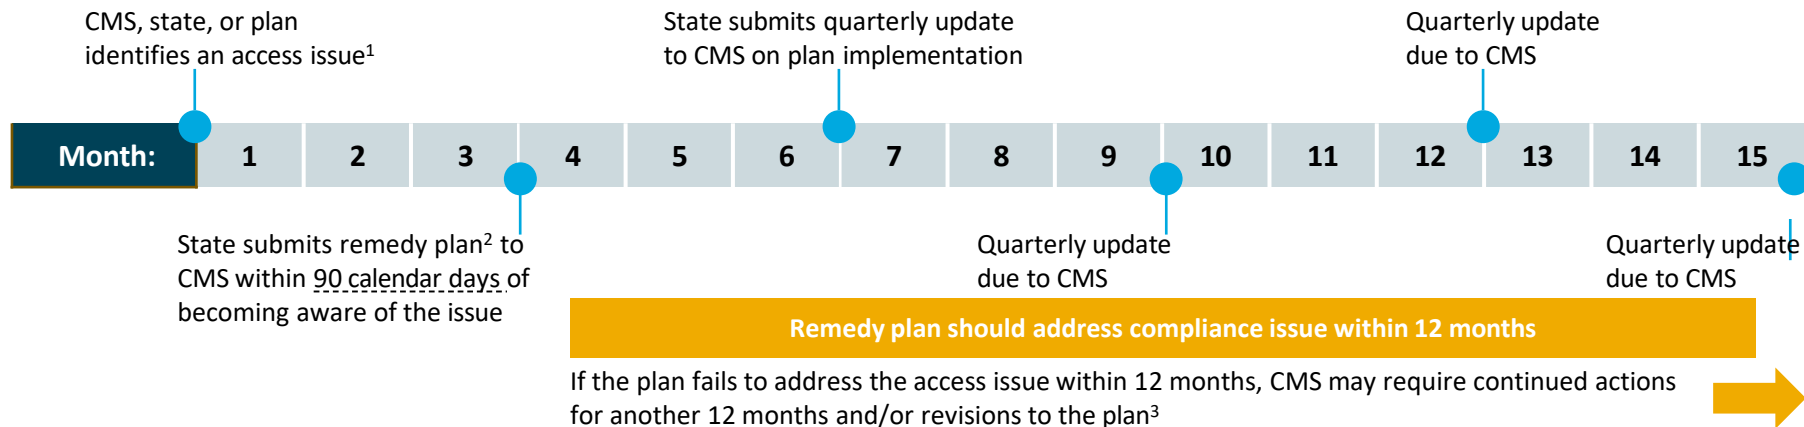 CMS, state, or plan
identifies an access issue1
State submits quarterly update
to CMS on plan implementation
Quarterly update
due to CMS
Month: 1 2 3 4 5 6 7 8 9 10 11 12 13 14 15
State submits remedy plan2 to
CMS within 90 calendar days of
becoming aware of the issue
Quarterly update
due to CMS
Quarterly update
due to CMS
Remedy plan should address compliance issue within 12 months
If the plan fails to address the access issue within 12 months, CMS may require continued actions
for another 12 months and/or revisions to the plan3